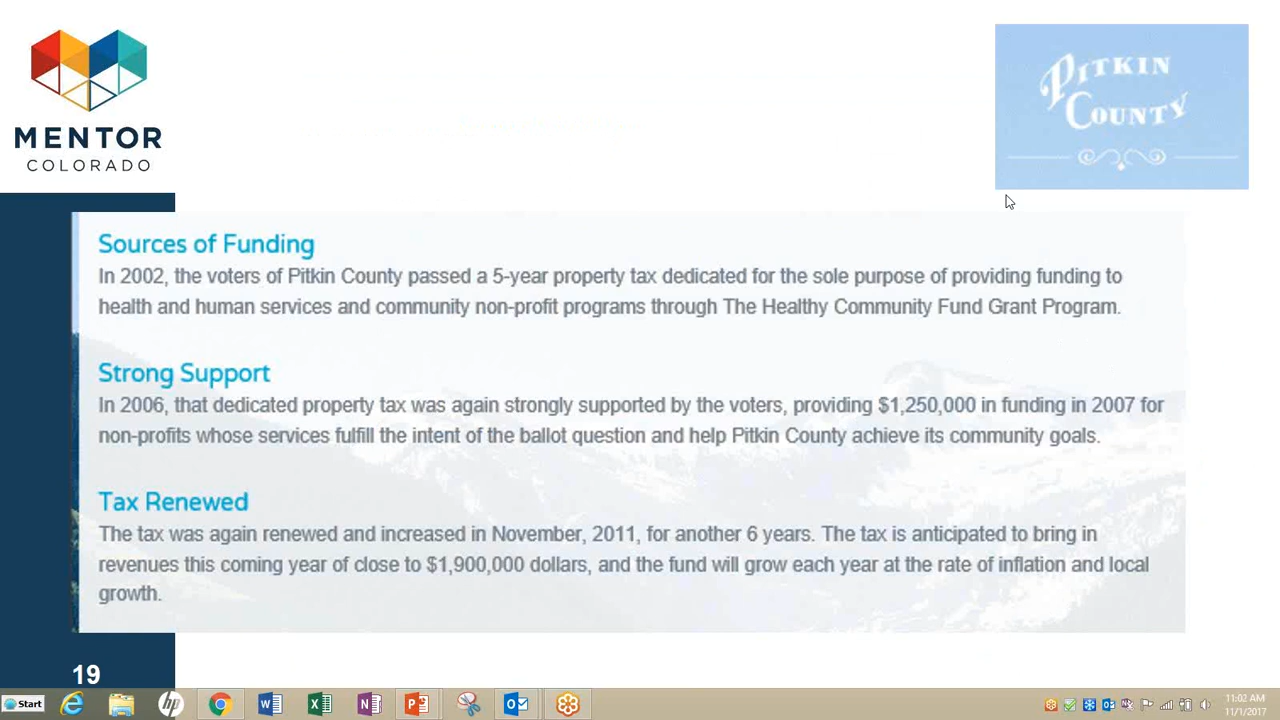 MENTOR
COLORADO
PITKIN
COUNTY
Sources of Funding
In 2002, the voters of Pitkin County passed a 5-year property tax dedicated for the sole purpose of providing funding to
health and human services and community non-profit programs through The Healthy Community Fund Grant Program.
Strong Support
In 2006, that dedicated property tax was again strongly supported by the voters, providing $1,250,000 in funding in 2007 for
non-profits whose services fulfill the intent of the ballot question and help Pitkin County achieve its community goals.
Tax Renewed
The tax was again renewed and increased in November, 2011, for another 6 years. The tax is anticipated to bring in
revenues this coming year of close to $1,900,000 dollars, and the fund will grow each year at the rate of inflation and local
growth.
19
Start
11:02 AM
11/1/2017